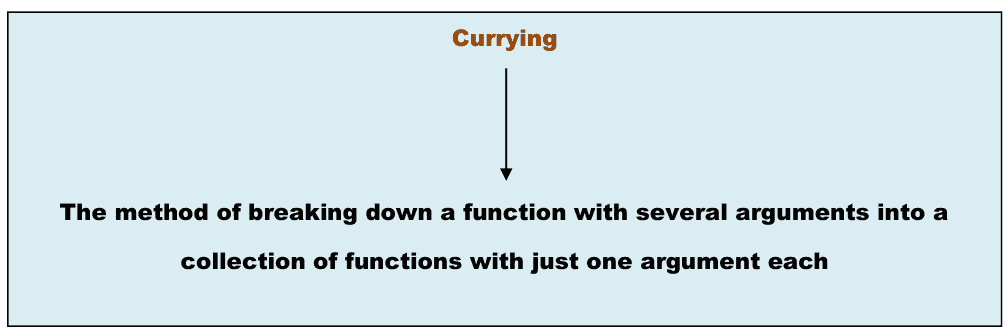 Currying
The method of breaking down a function with several arguments into a
collection of functions with just one argument each